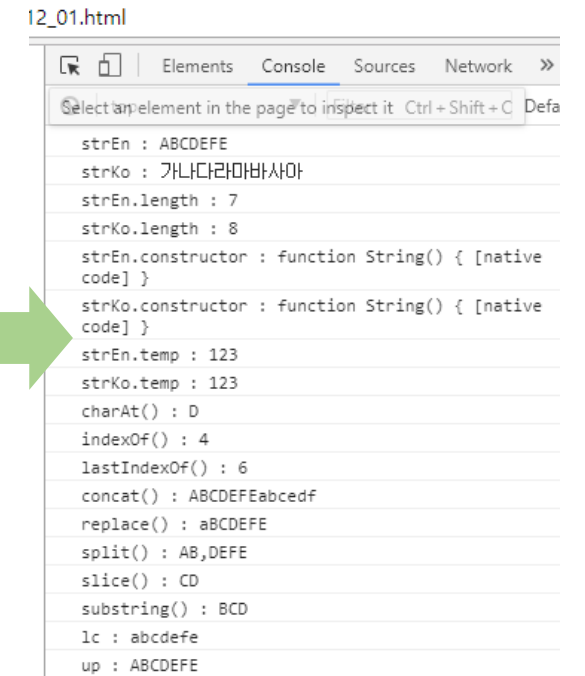 12_01.html
Elements Console Sources Network »
Select an element in the page to inspect it Ctrl + Shift + C Defa
strEn : ABCDEFE
strKo : 가나다라마바사아
strEn.length : 7
strKo.length : 8
strEn.constructor : function String() { [native
code] }
strKo.constructor : function String() { [native
code] }
strEn.temp : 123
strKo.temp : 123
charAt() : D
indexOf() : 4
lastIndexOf() : 6
concat() : ABCDEFEabcedf
replace() : aBCDEFE
split() : AB,DEFE
slice() : CD
substring() : BCD
lc : abcdefe
up : ABCDEFE